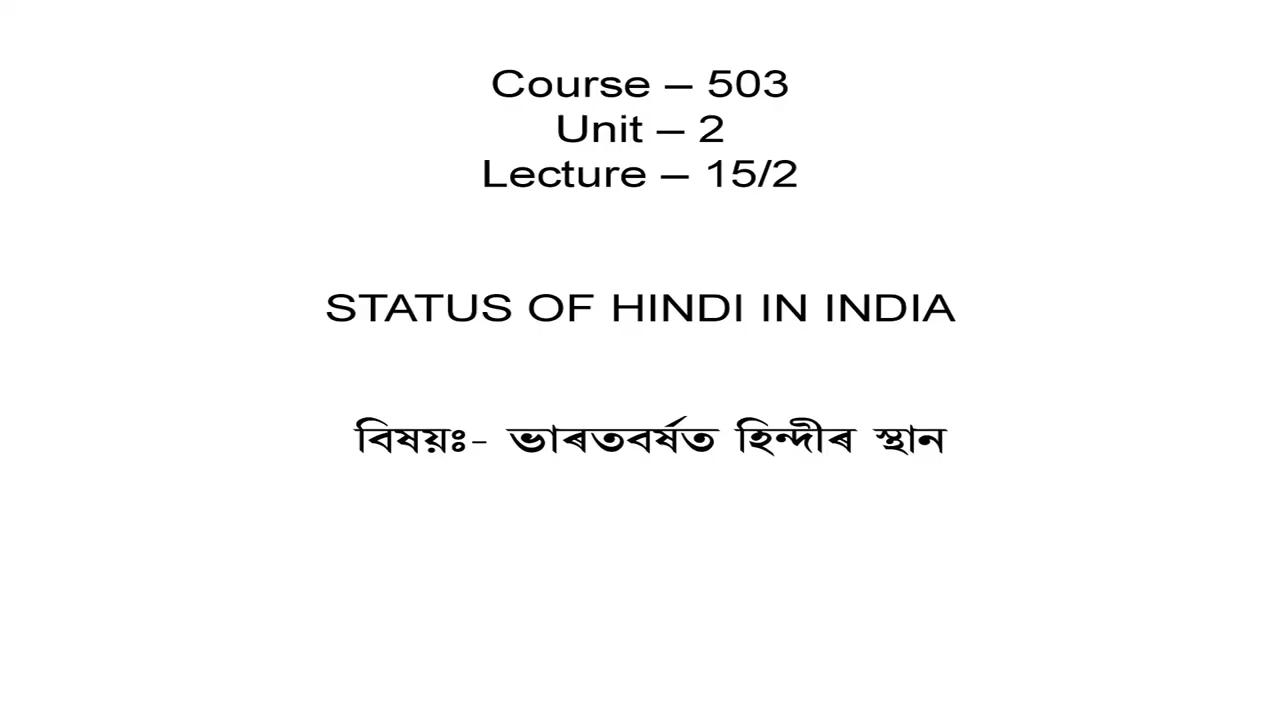 Course – 503
Unit – 2
Lecture – 15/2
STATUS OF HINDI IN INDIA
বিষয়ঃ- ভাৰতবৰ্ষত হিন্দীৰ স্থান